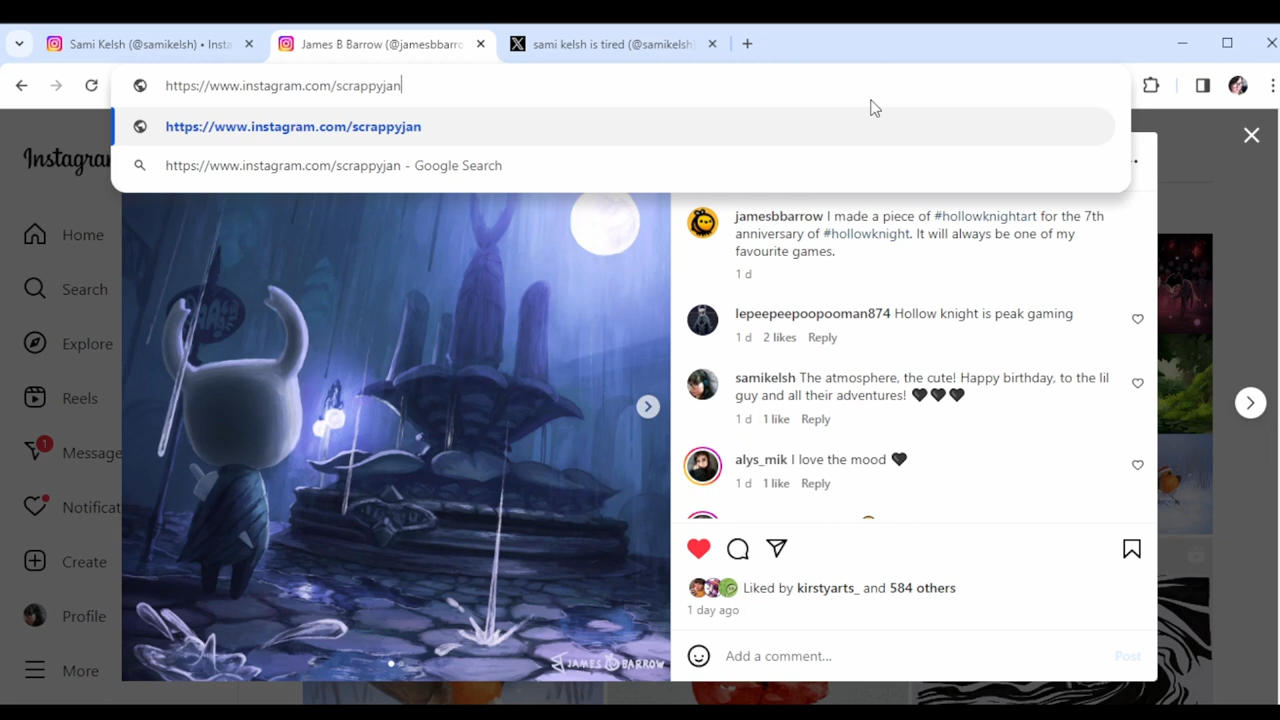 Sami Kelsh (@samikelsh) • Insta
James B Barrow (@jamesbbarro
sami kelsh is tired (@samikelsh)
https://www.instagram.com/scrappyjan
https://www.instagram.com/scrappyjan
https://www.instagram.com/scrappyjan - Google Search
Instagram
Home
Search
Explore
Reels
1
Message
Notificat
Create
Profile
More
JAMES BARROW
jamesbbarrow I made a piece of #hollowknightart for the 7th
anniversary of #hollowknight. It will always be one of my
favourite games.
1 d
lepeepeepoopooman874 Hollow knight is peak gaming
1 d 2 likes Reply
samikelsh The atmosphere, the cute! Happy birthday, to the lil
guy and all their adventures! 🖤🖤🖤
1 d 1 like Reply
alys_mik I love the mood 🖤
1 d 1 like Reply
Liked by kirstyarts_ and 584 others
1 day ago
Add a comment...
Post